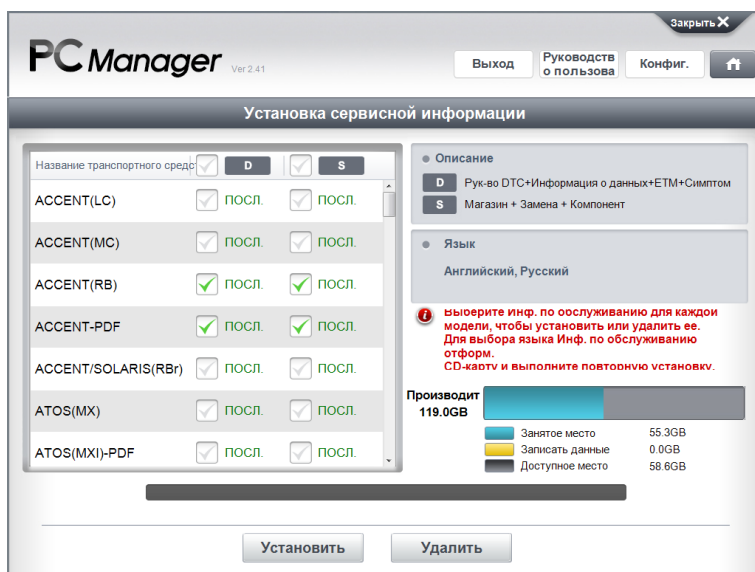 Закрыть X
PC Manager Ver 2.41
Выход
Руководств
о пользова
Конфиг.
Установка сервисной информации
Название транспортного средс
D
S
ACCENT(LC) ПОСЛ. ПОСЛ.
ACCENT(MC) ПОСЛ. ПОСЛ.
ACCENT(RB) ПОСЛ. ПОСЛ.
ACCENT-PDF ПОСЛ. ПОСЛ.
ACCENT/SOLARIS(RBr) ПОСЛ. ПОСЛ.
ATOS(MX) ПОСЛ. ПОСЛ.
ATOS(MXI)-PDF ПОСЛ. ПОСЛ.
Описание
D Рук-во DTC+Информация о данных+ETM+Симптом
S Магазин + Замена + Компонент
Язык
Английский, Русский
Выберите Инф. по обслуживанию для каждой
модели, чтобы установить или удалить ее.
Для выбора языка Инф. по обслуживанию
отформ.
CD-карту и выполните повторную установку.
Производит
119.0GB
Занятое место 55.3GB
Записать данные 0.0GB
Доступное место 58.6GB
Установить
Удалить